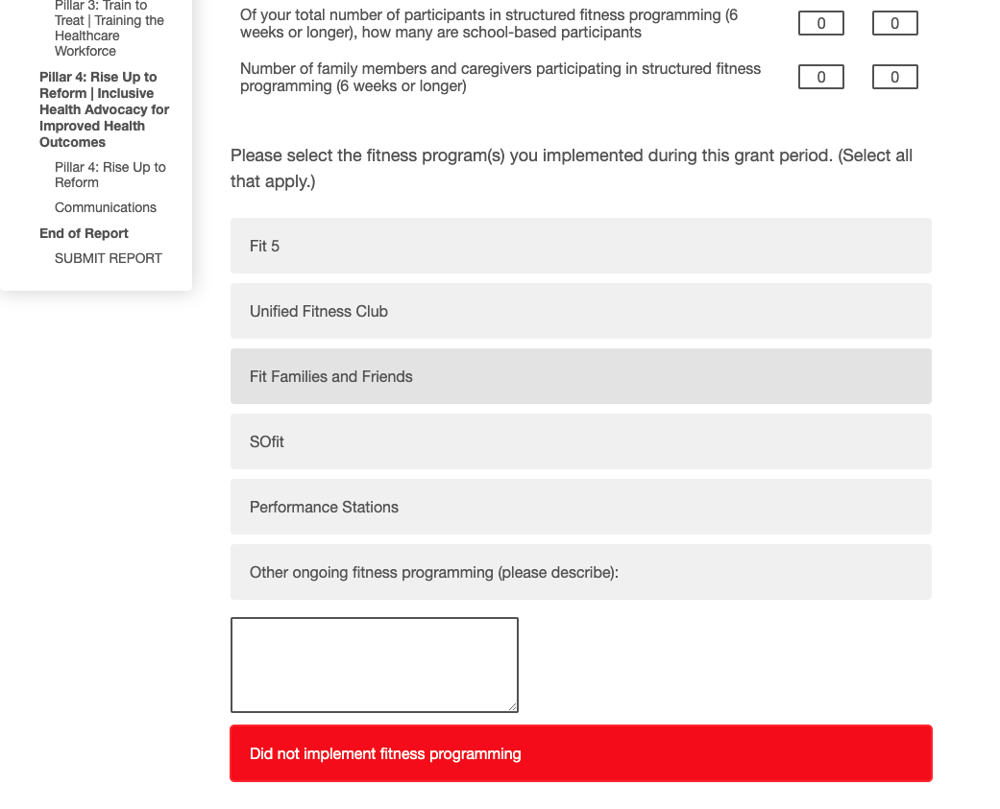 Pillar 3: Train to
Treat | Training the
Healthcare
Workforce
Pillar 4: Rise Up to
Reform | Inclusive
Health Advocacy for
Improved Health
Outcomes
Pillar 4: Rise Up to
Reform
Communications
End of Report
SUBMIT REPORT
Of your total number of participants in structured fitness programming (6
weeks or longer), how many are school-based participants
0 0
Number of family members and caregivers participating in structured fitness
programming (6 weeks or longer)
0 0
Please select the fitness program(s) you implemented during this grant period. (Select all
that apply.)
Fit 5
Unified Fitness Club
Fit Families and Friends
SOfit
Performance Stations
Other ongoing fitness programming (please describe):
Did not implement fitness programming